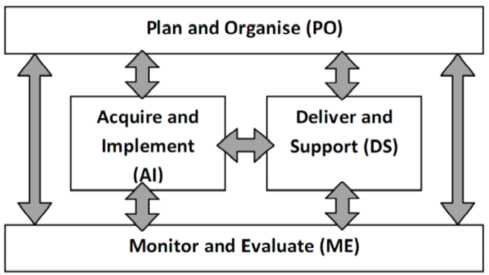 Plan and Organise (PO)
Acquire and
Implement
(AI)
Deliver and
Support (DS)
Monitor and Evaluate (ME)